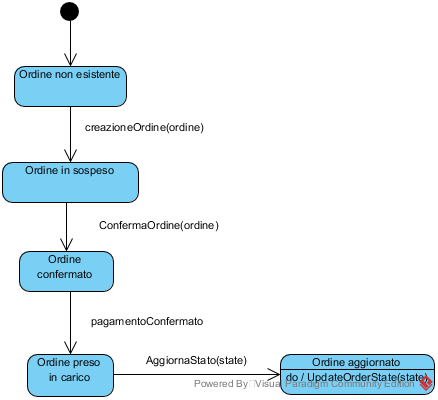 Ordine non esistente
creazioneOrdine(ordine)
Ordine in sospeso
ConfermaOrdine(ordine)
Ordine
confermato
pagamentoConfermato
Ordine preso
in carico
AggiornaStato(state)
Ordine aggiornato
do / UpdateOrderState(state)
Powered By Visual Paradigm Community Edition